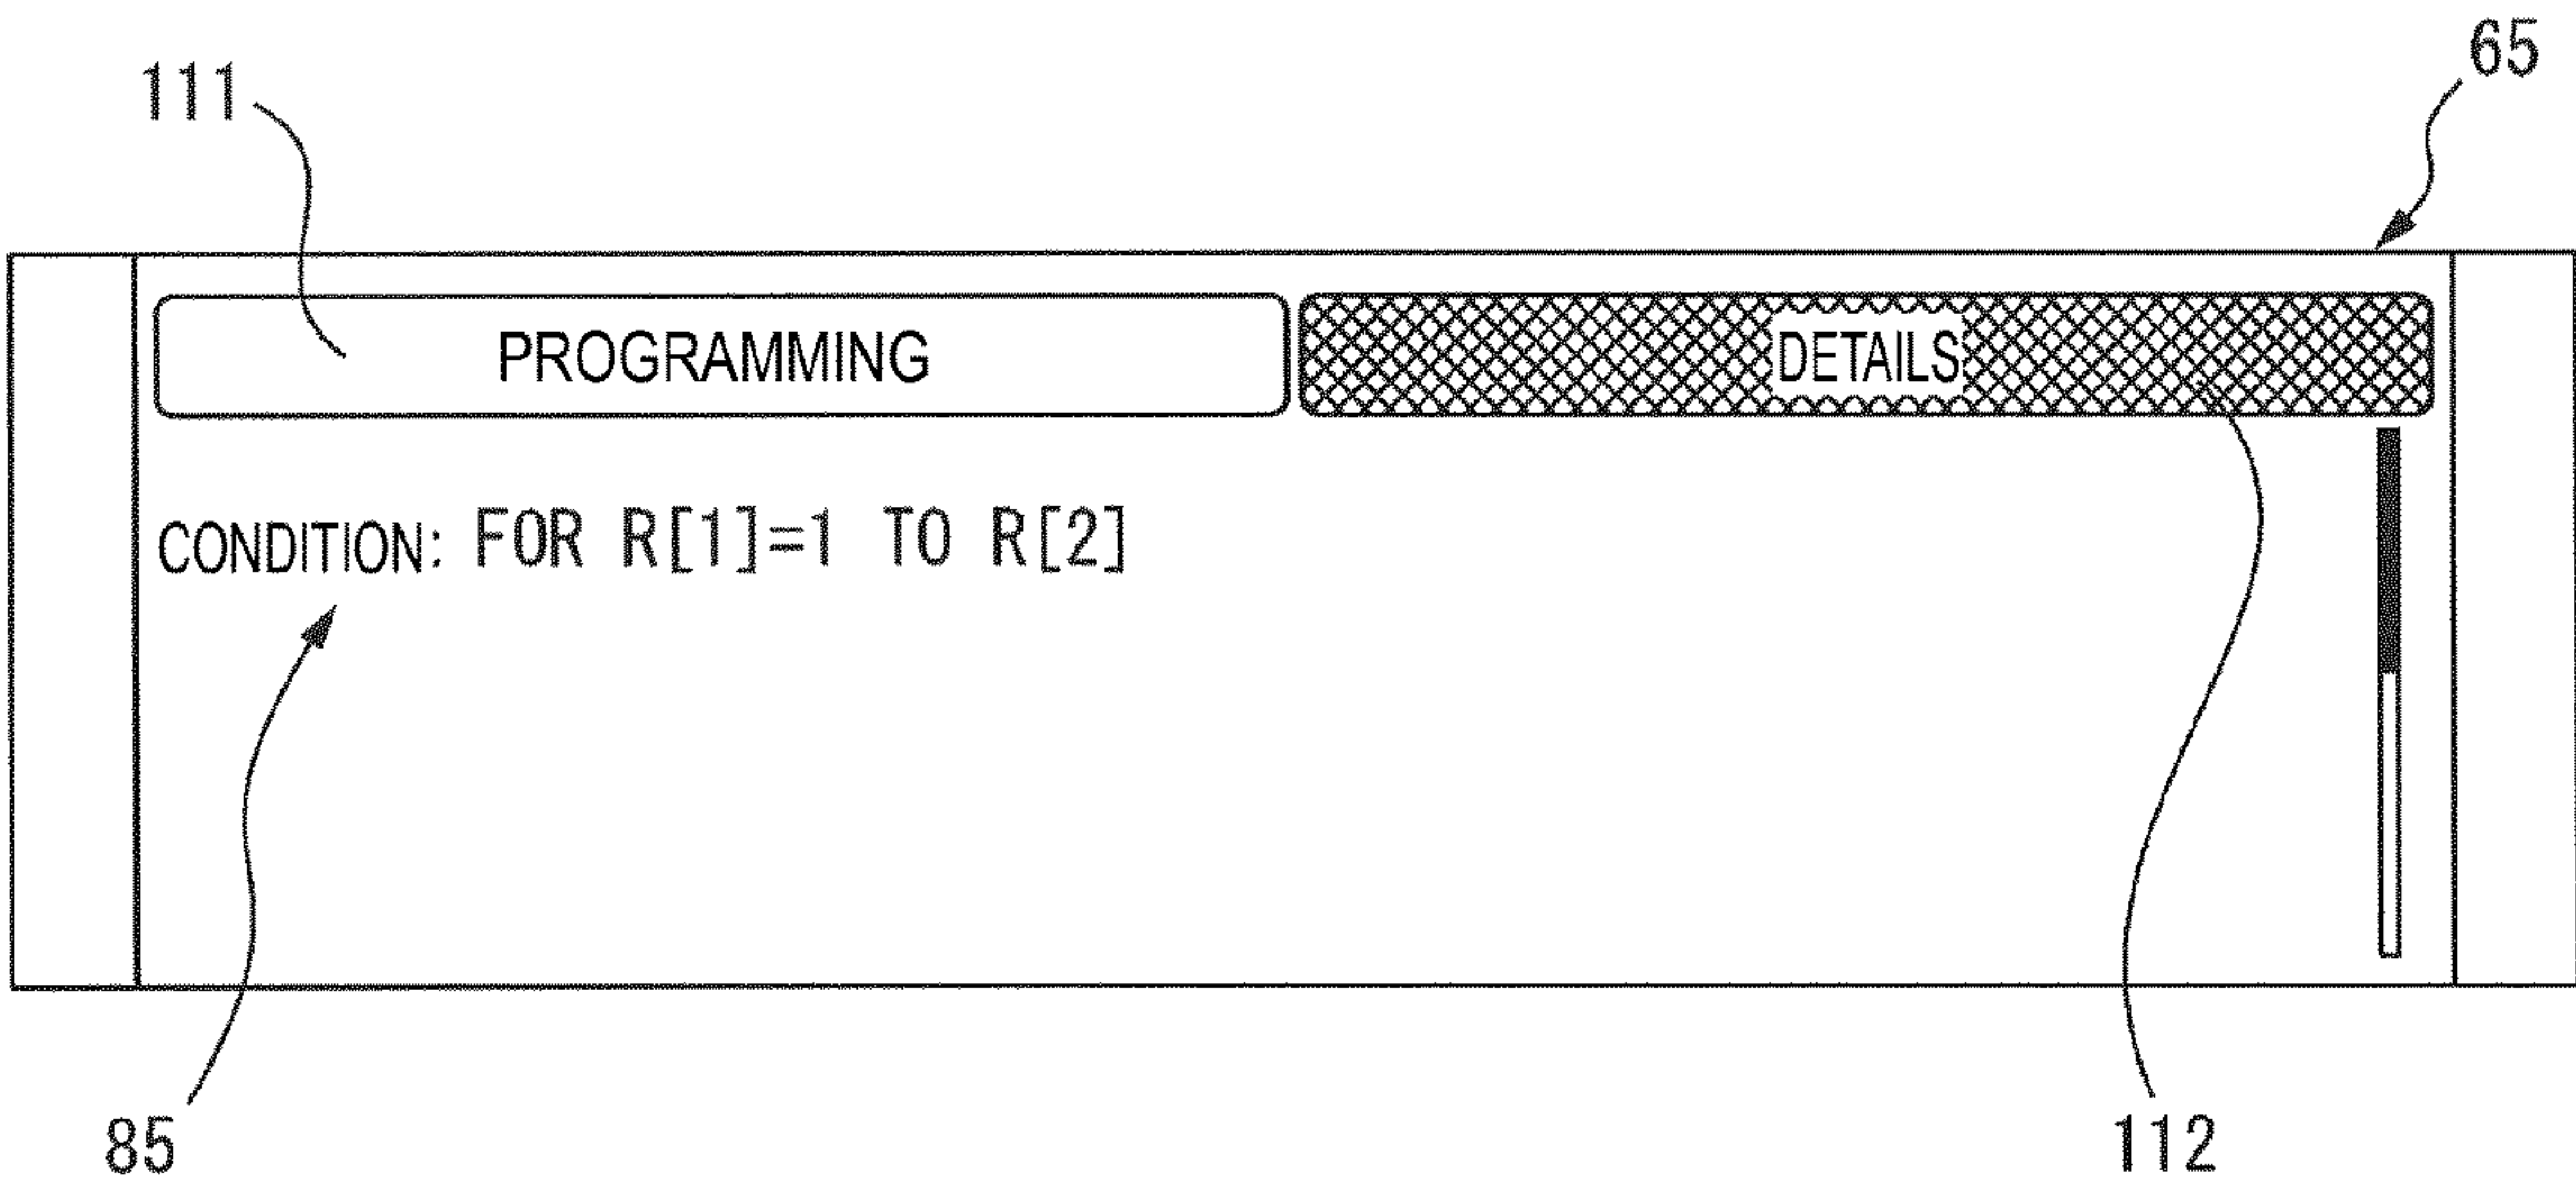 65
111
PROGRAMMING DETAILS
CONDITION: FOR R[1]=1 TO R[2]
85
112